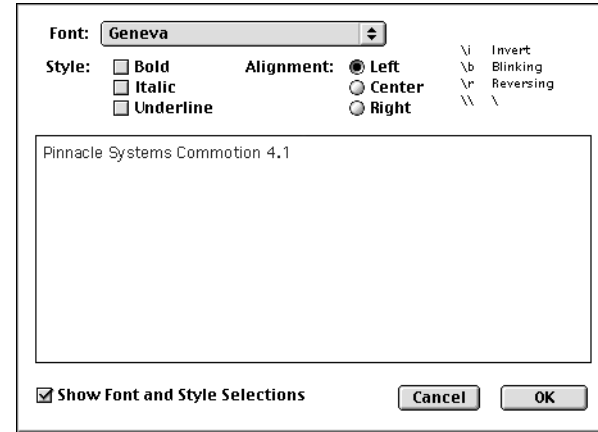 Font: Geneva
Style: Bold Alignment: Left
Italic Center
Underline Right
\i Invert
\b Blinking
\r Reversing
\\ \
Pinnacle Systems Commotion 4.1
Show Font and Style Selections Cancel OK